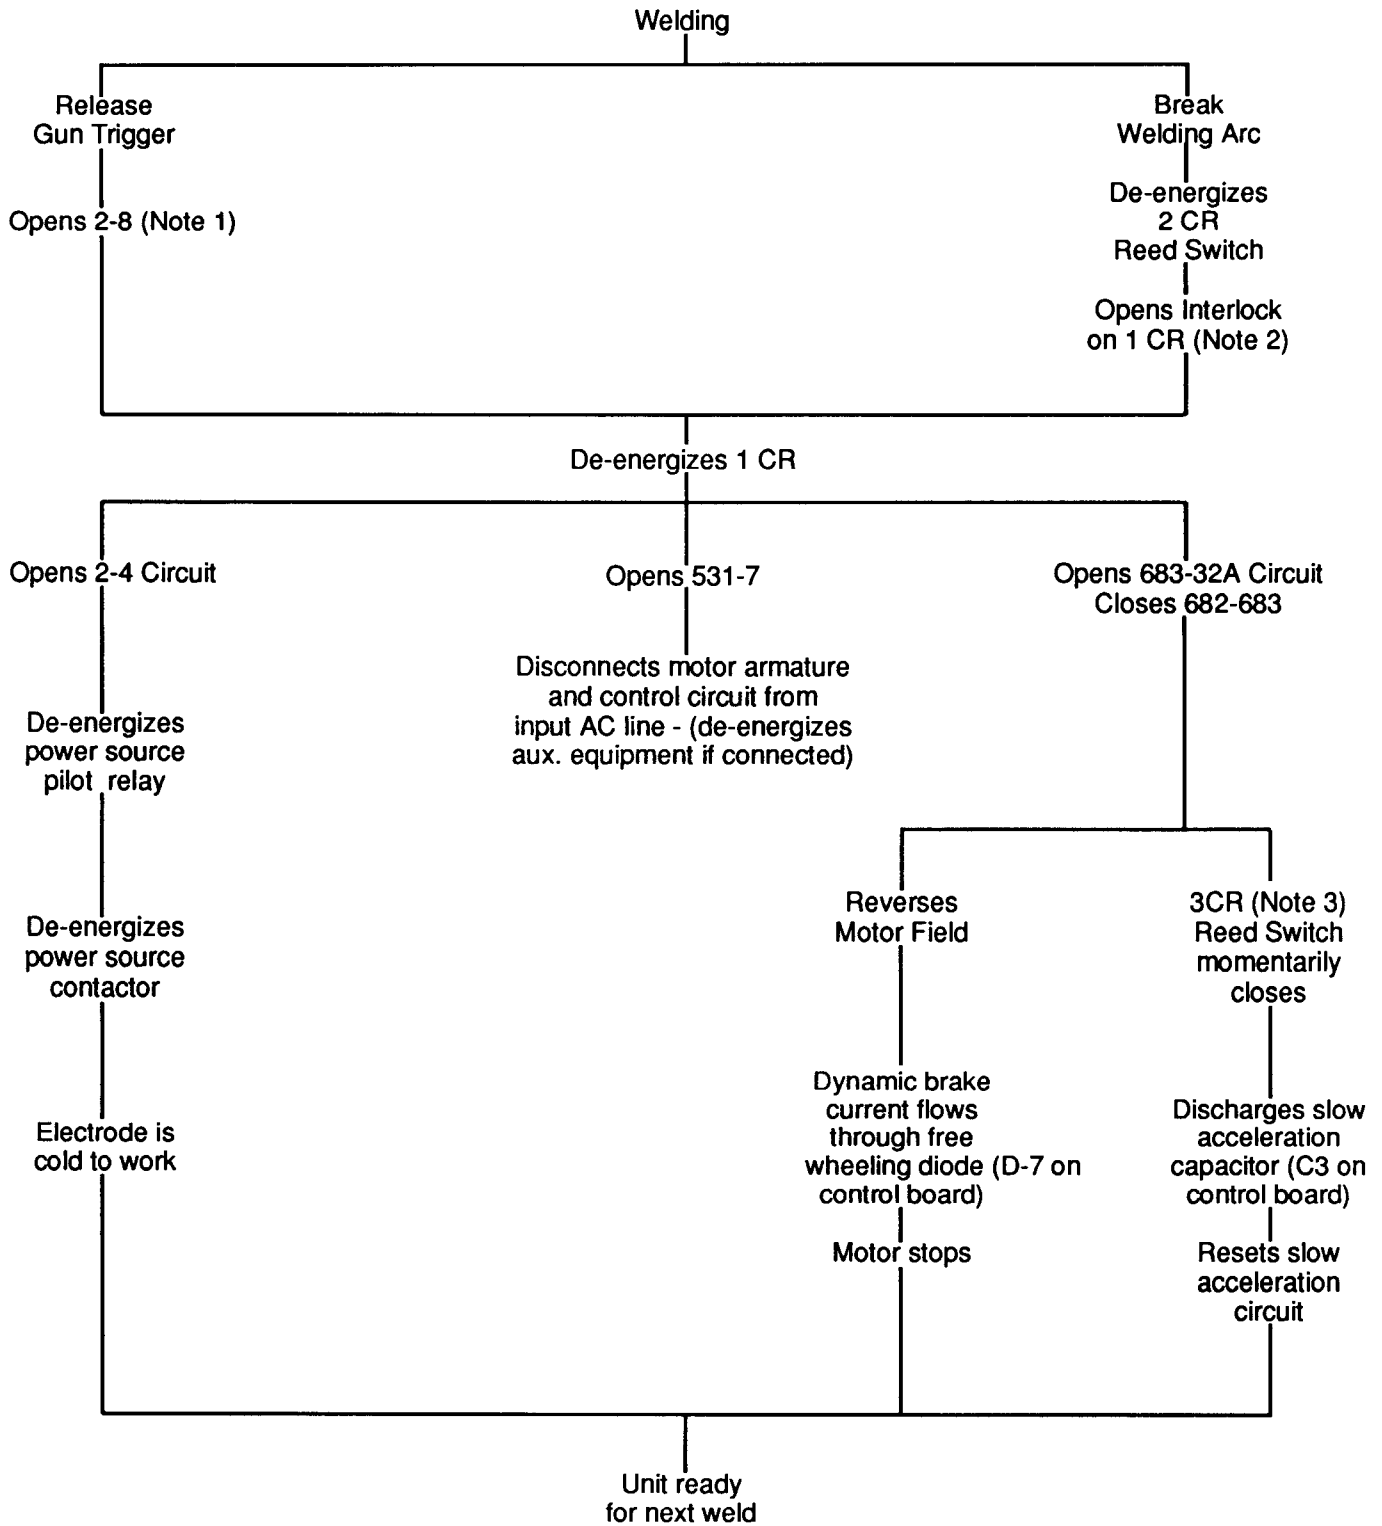 Welding
Release
Gun Trigger
Opens 2-8 (Note 1)
Break
Welding Arc
De-energizes
2 CR
Reed Switch
Opens Interlock
on 1 CR (Note 2)
De-energizes 1 CR
Opens 2-4 Circuit
De-energizes
power source
pilot relay
De-energizes
power source
contactor
Electrode is
cold to work
Opens 531-7
Disconnects motor armature
and control circuit from
input AC line - (de-energizes
aux. equipment if connected)
Opens 683-32A Circuit
Closes 682-683
Reverses
Motor Field
Dynamic brake
current flows
through free
wheeling diode (D-7 on
control board)
Motor stops
3CR (Note 3)
Reed Switch
momentarily
closes
Discharges slow
acceleration
capacitor (C3 on
control board)
Resets slow
acceleration
circuit
Unit ready
for next weld